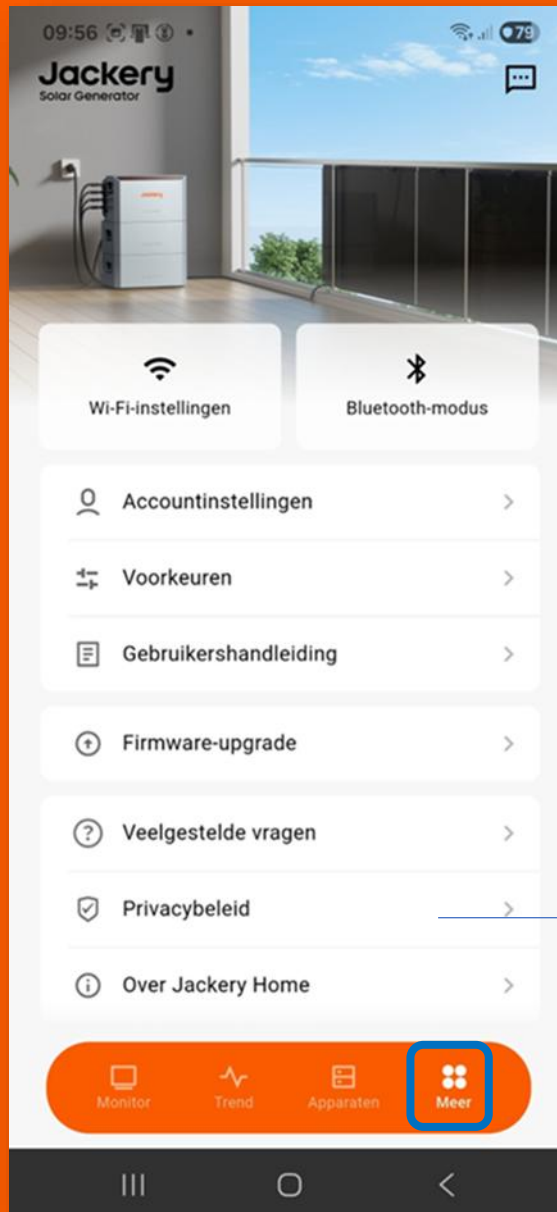 09:56
79
Jackery
Solar Generator
Wi-Fi-instellingen
Bluetooth-modus
Accountinstellingen
Voorkeuren
Gebruikershandleiding
Firmware-upgrade
Veelgestelde vragen
Privacybeleid
Over Jackery Home
Monitor
Trend
Apparaten
Meer